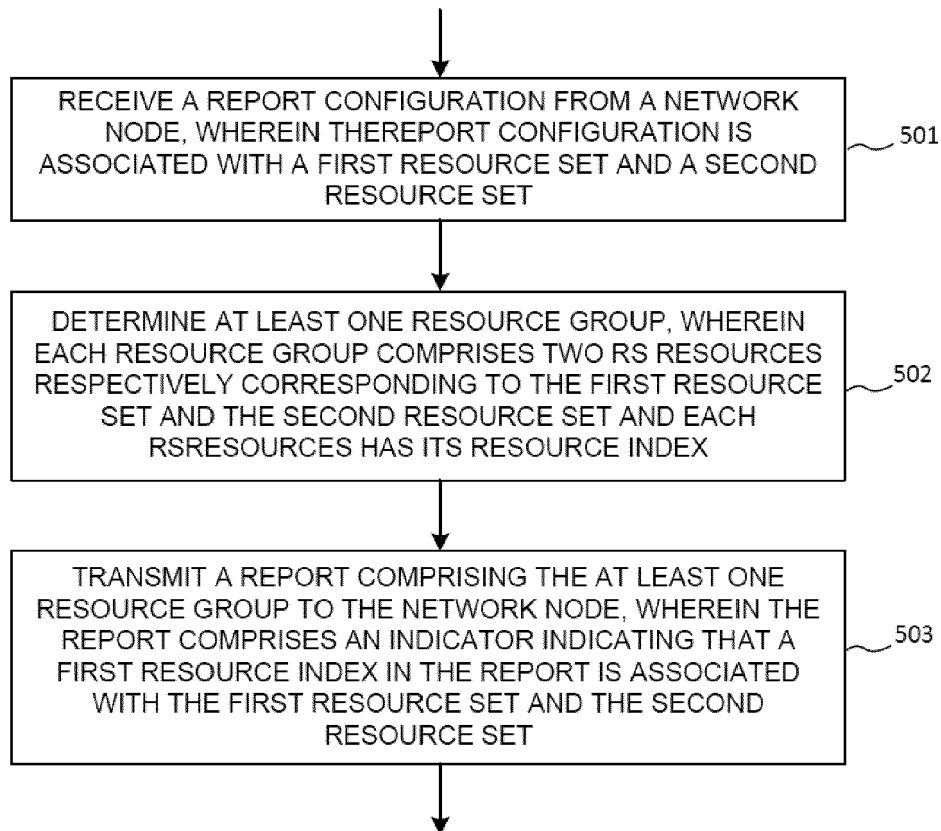 RECEIVE A REPORT CONFIGURATION FROM A NETWORK
NODE, WHEREIN THEREPORT CONFIGURATION IS
ASSOCIATED WITH A FIRST RESOURCE SET AND A SECOND
RESOURCE SET
501
DETERMINE AT LEAST ONE RESOURCE GROUP, WHEREIN
EACH RESOURCE GROUP COMPRISES TWO RS RESOURCES
RESPECTIVELY CORRESPONDING TO THE FIRST RESOURCE
SET AND THE SECOND RESOURCE SET AND EACH
RSRESOURCES HAS ITS RESOURCE INDEX
502
TRANSMIT A REPORT COMPRISING THE AT LEAST ONE
RESOURCE GROUP TO THE NETWORK NODE, WHEREIN THE
REPORT COMPRISES AN INDICATOR INDICATING THAT A
FIRST RESOURCE INDEX IN THE REPORT IS ASSOCIATED
WITH THE FIRST RESOURCE SET AND THE SECOND
RESOURCE SET
503